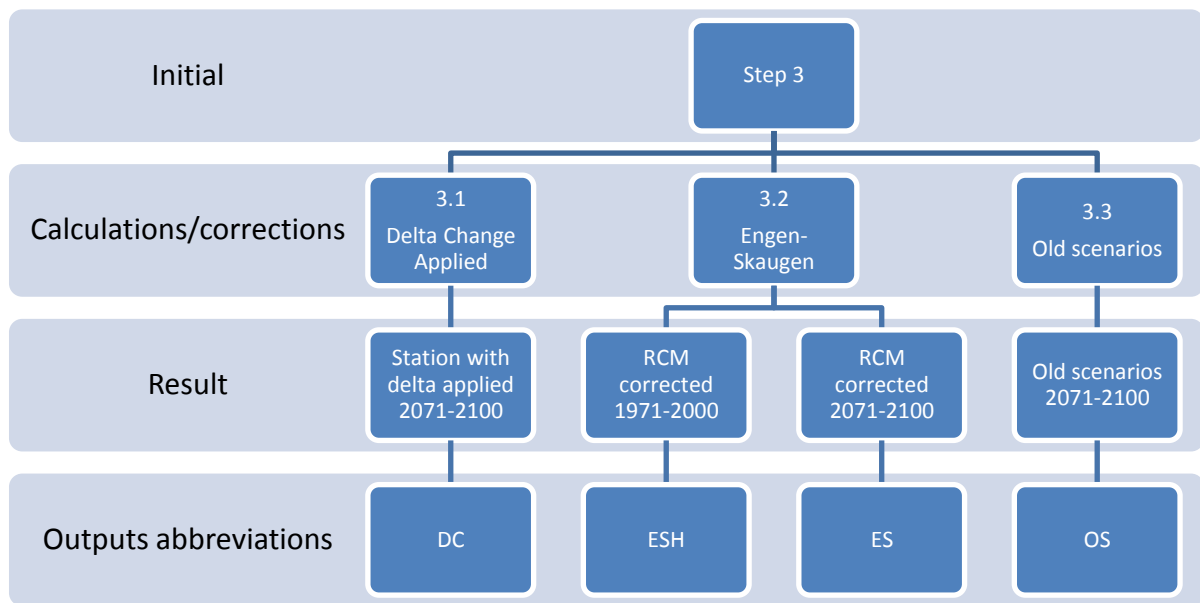 Initial
Step 3
Calculations/corrections
3.1
Delta Change
Applied
3.2
Engen-
Skaugen
3.3
Old scenarios
Result
Station with
delta applied
2071-2100
RCM
corrected
1971-2000
RCM
corrected
2071-2100
Old scenarios
2071-2100
Outputs abbreviations
DC
ESH
ES
OS